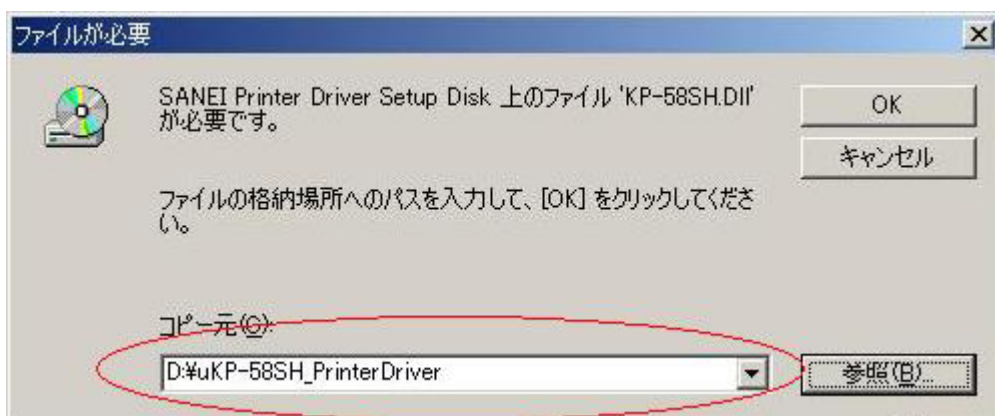 ファイルが必要
SANEI Printer Driver Setup Disk 上のファイル 'KP-58SH.Dll'
が必要です。
OK
キャンセル
ファイルの格納場所へのパスを入力して、[OK] をクリックしてくださ
い。
コピー元(C):
D:¥uKP-58SH_PrinterDriver
参照(B)...